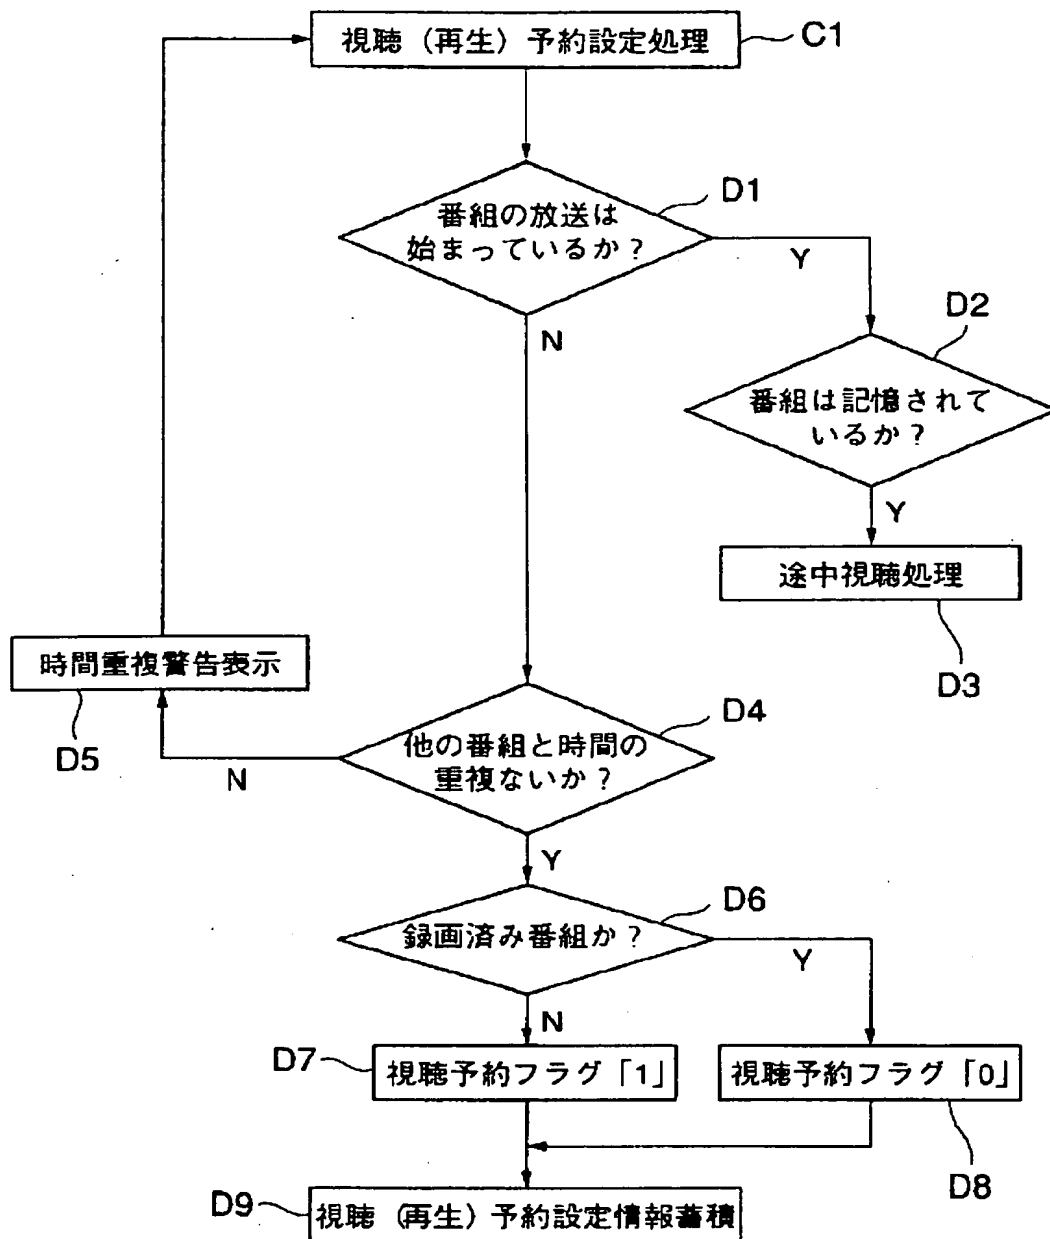 視聴（再生）予約設定処理
C1
番組の放送は
始まっているか？
D1
Y
N
D2
番組は記憶されて
いるか？
Y
途中視聴処理
D3
時間重複警告表示
D5
D4
他の番組と時間の
重複ないか？
N
Y
D6
録画済み番組か？
Y
N
D7
視聴予約フラグ「1」
視聴予約フラグ「0」
D8
D9
視聴（再生）予約設定情報蓄積